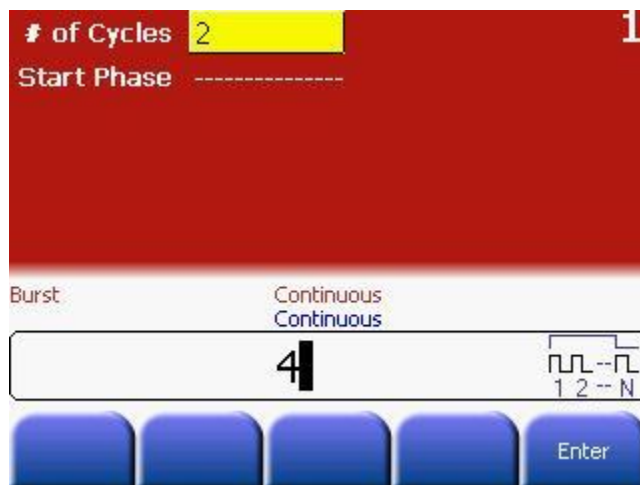 # of Cycles 2 1
Start Phase ---------------
Burst Continuous
Continuous
4
1 2 -- N
Enter